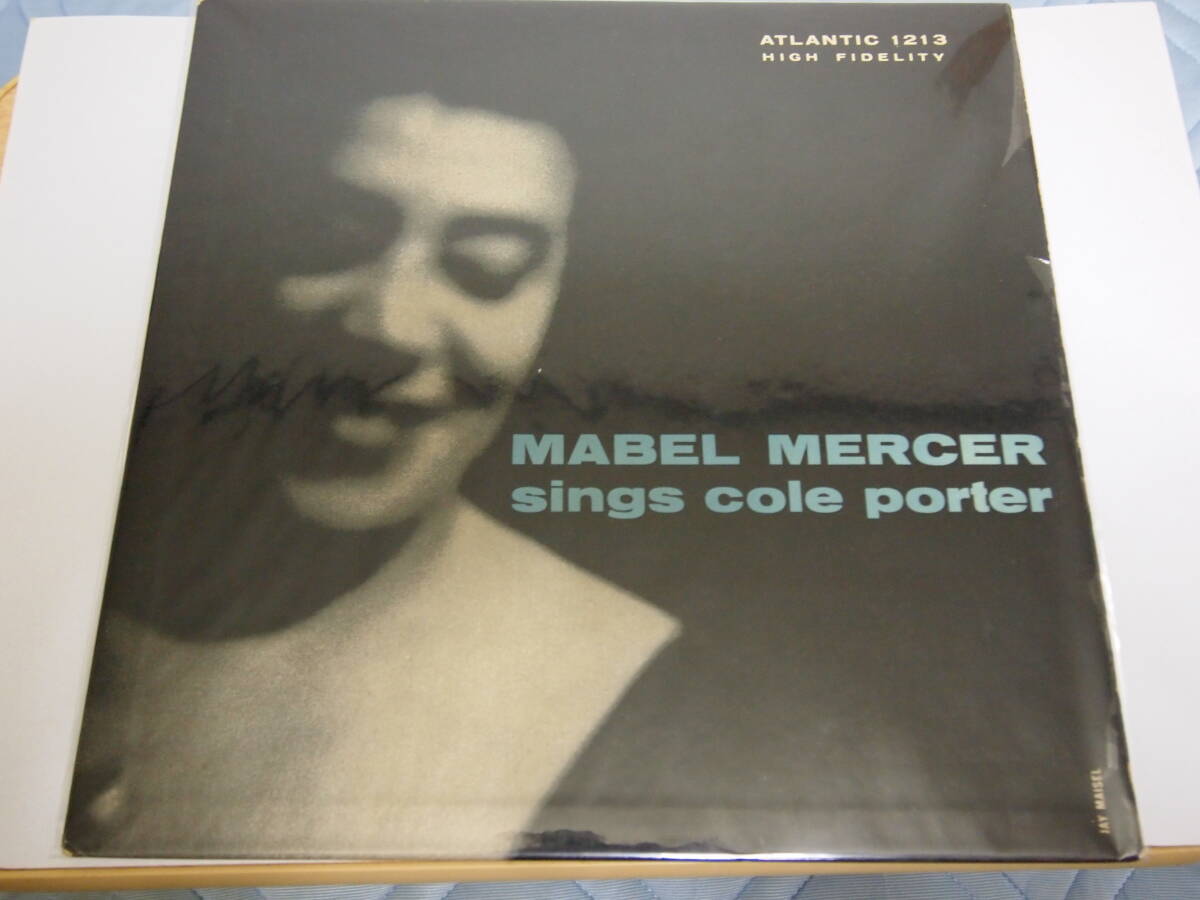 ATLANTIC 1213
HIGH FIDELITY
MABEL MERCER
sings cole porter
JAY MAISEL